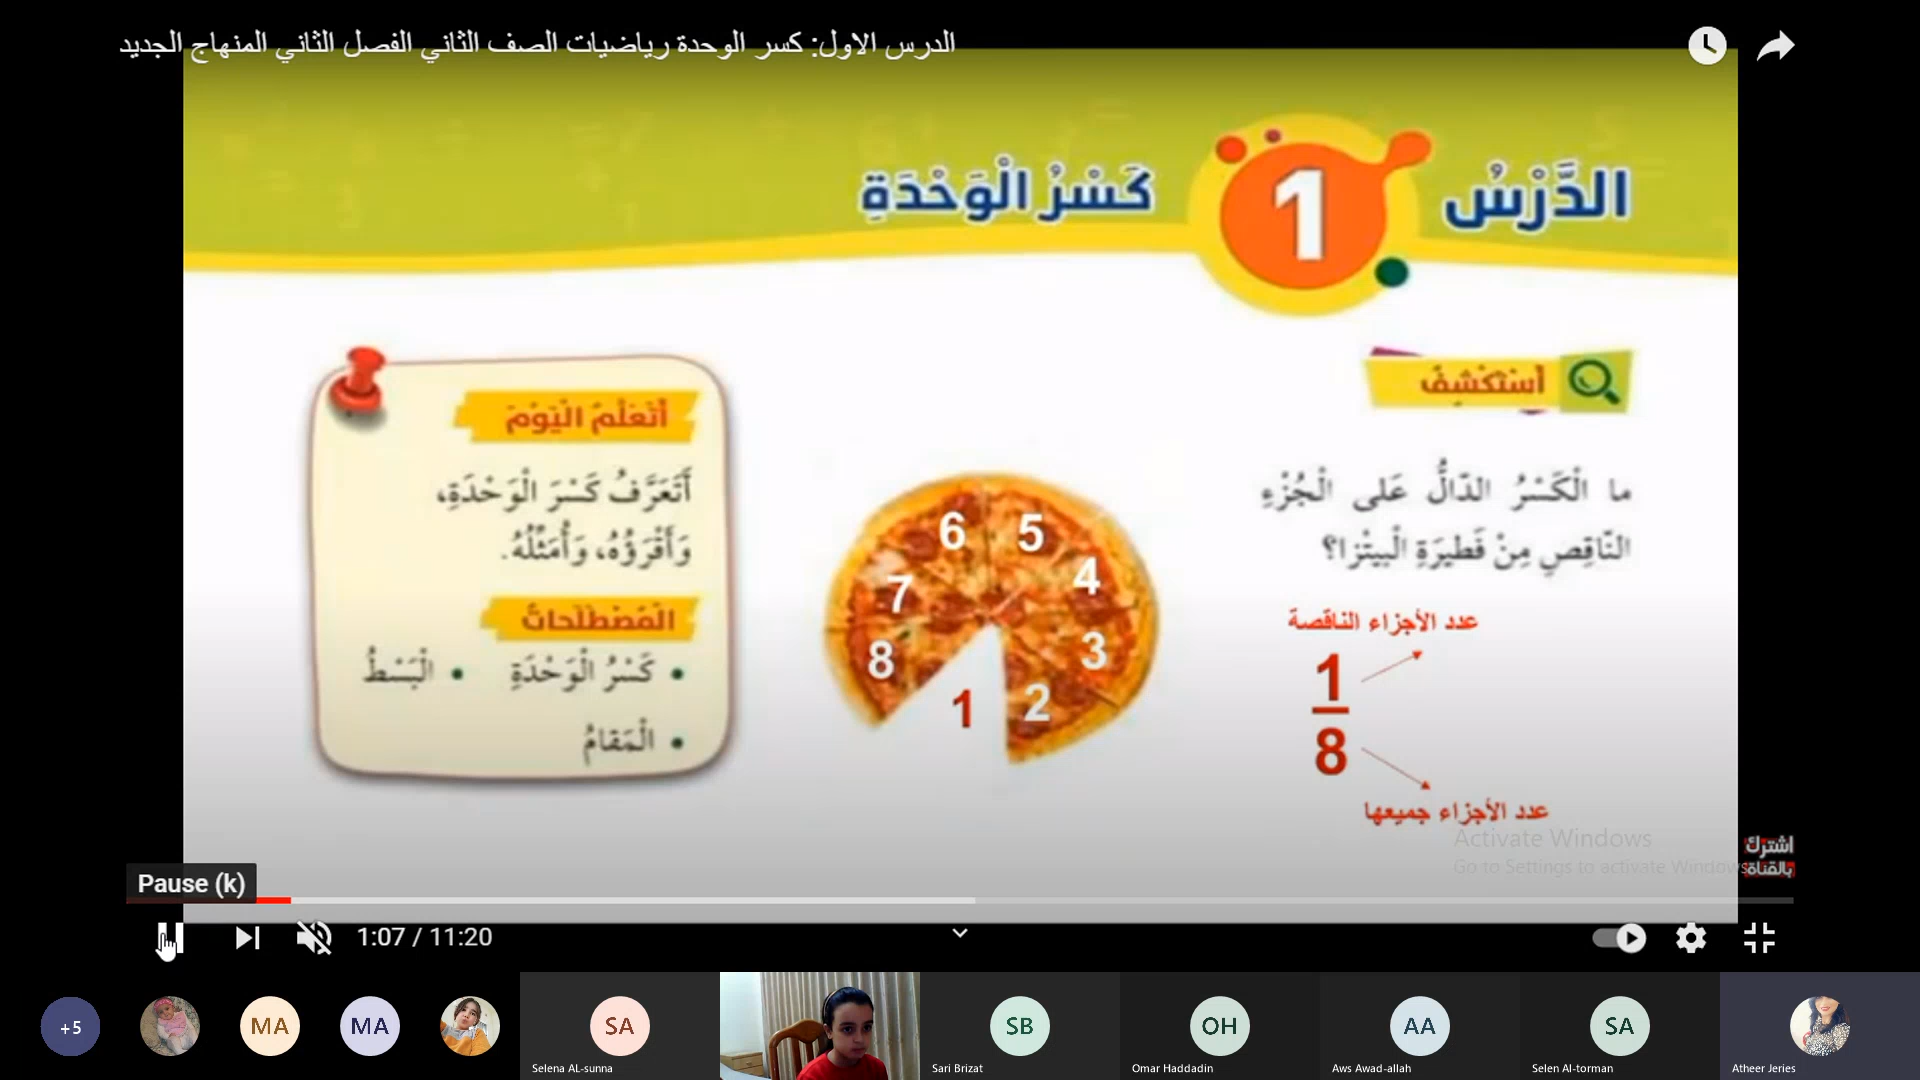 الدرس الاول: كسر الوحدة رياضيات الصف الثاني الفصل الثاني المنهاج الجديد
الدَّرْسُ 1 كَسْرُ الْوَحْدَةِ
أَسْتَكْشِفُ
ما الْكَسْرُ الدّالُّ عَلى الْجُزْءِ
النّاقِصِ مِنْ فَطيرَةِ الْبيتْزا؟
عدد الأجزاء الناقصة
1
8
عدد الأجزاء جميعها
6 5
7 4
8 3
1 2
أَتَعَلَّمُ الْيَوْمَ
أَتَعَرَّفُ كَسْرَ الْوَحْدَةِ،
وَأَقْرَؤُهُ، وَأُمَثِّلُهُ.
الْمُصْطَلَحاتُ
• كَسْرُ الْوَحْدَةِ • الْبَسْطُ
• الْمَقامُ
Activate Windows
Go to Settings to activate Windows
اشترك
بالقناة
Pause (k)
1:07 / 11:20
+5
MA
MA
SA
SB
OH
AA
SA
Selena AL-sunna
Sari Brizat
Omar Haddadin
Aws Awad-allah
Selen Al-torman
Atheer Jeries